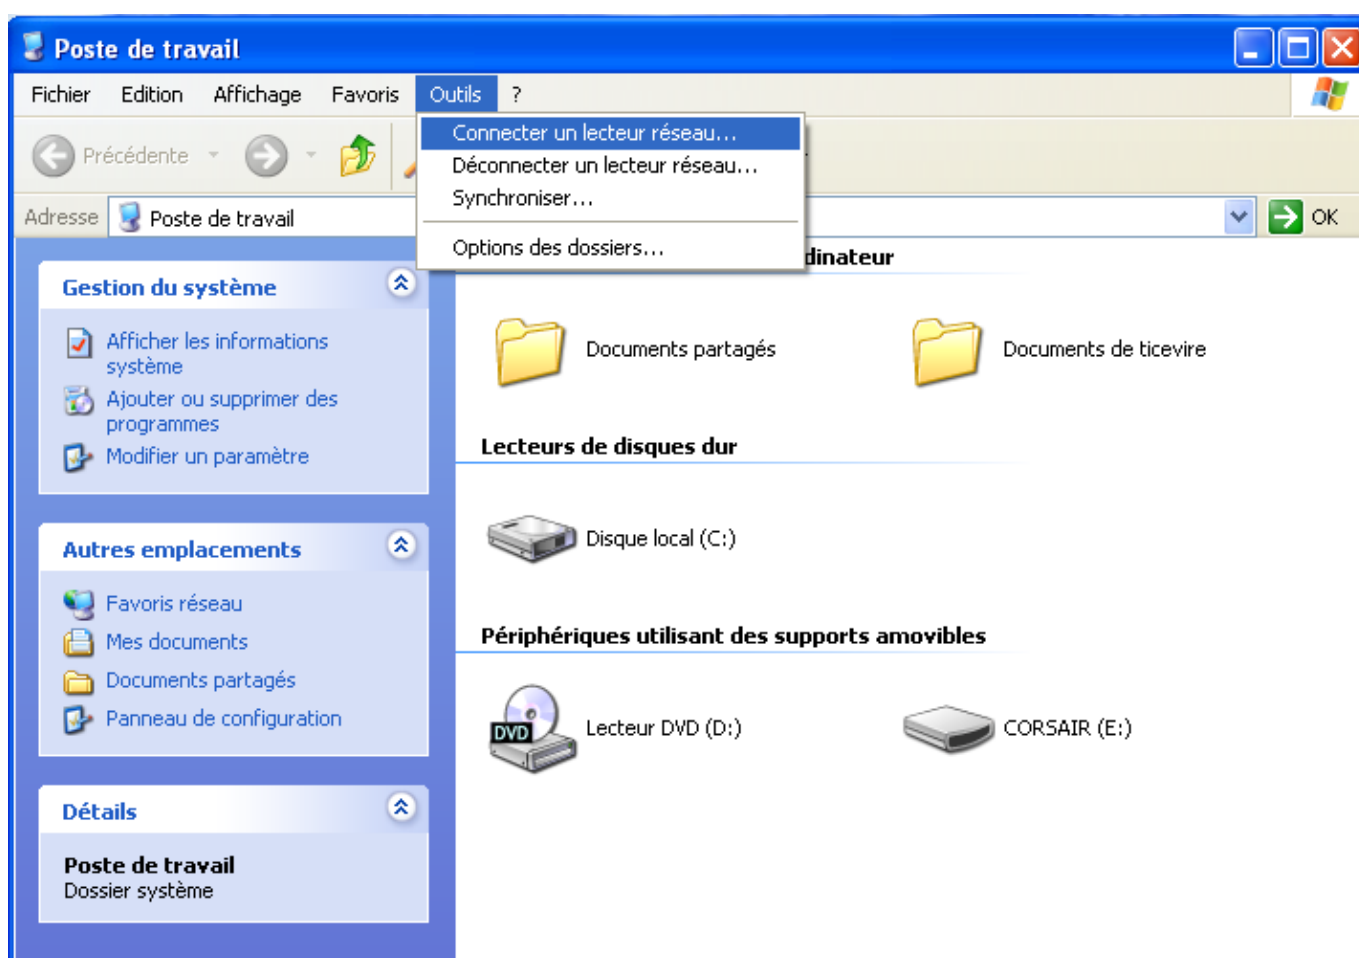 Poste de travail
Fichier Edition Affichage Favoris Outils ?
Précédente
Connecter un lecteur réseau...
Déconnecter un lecteur réseau...
Synchroniser...
Options des dossiers...
Adresse Poste de travail OK
dinateur
Gestion du système
Afficher les informations
système
Ajouter ou supprimer des
programmes
Modifier un paramètre
Autres emplacements
Favoris réseau
Mes documents
Documents partagés
Panneau de configuration
Détails
Poste de travail
Dossier système
Documents partagés
Documents de ticevire
Lecteurs de disques dur
Disque local (C:)
Périphériques utilisant des supports amovibles
DVD
Lecteur DVD (D:)
CORSAIR (E:)